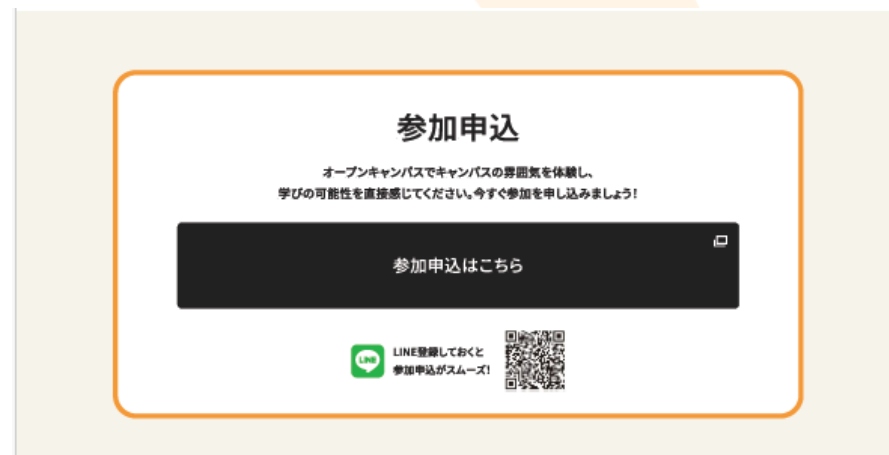 参加申込
オープンキャンパスでキャンパスの雰囲気を体験し、
学びの可能性を直接感じてください。今すぐ参加を申し込みましょう！
参加申込はこちら
LINE
LINE登録しておくと
参加申込がスムーズ！